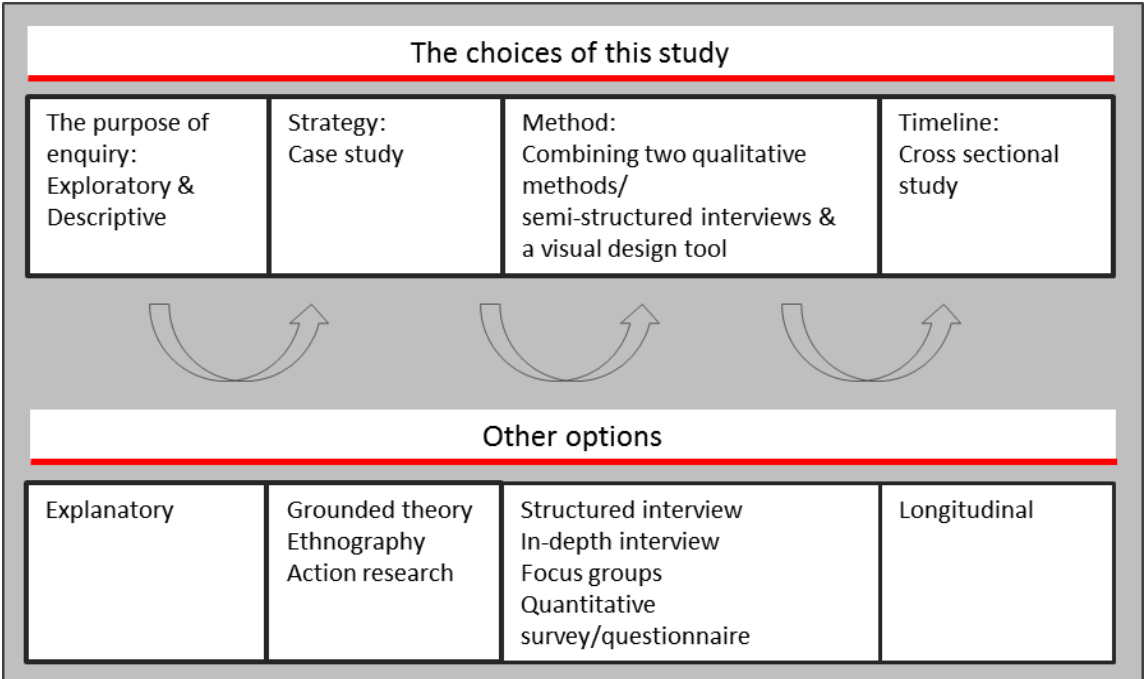 The choices of this study
The purpose of
enquiry:
Exploratory &
Descriptive
Strategy:
Case study
Method:
Combining two qualitative
methods/
semi-structured interviews &
a visual design tool
Timeline:
Cross sectional
study
Other options
Explanatory
Grounded theory
Ethnography
Action research
Structured interview
In-depth interview
Focus groups
Quantitative
survey/questionnaire
Longitudinal